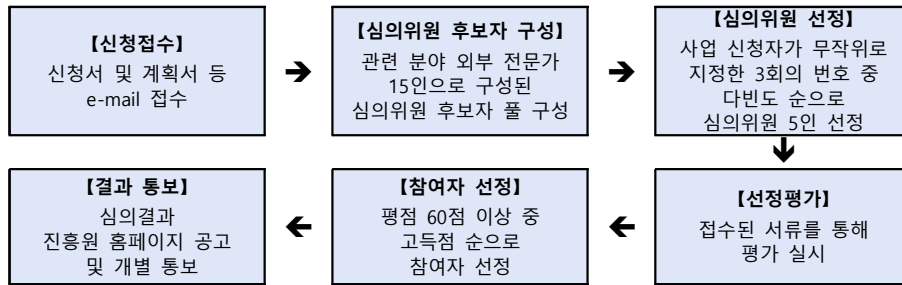 【신청접수】
신청서 및 계획서 등
e-mail 접수
【심의위원 후보자 구성】
관련 분야 외부 전문가
15인으로 구성된
심의위원 후보자 풀 구성
【심의위원 선정】
사업 신청자가 무작위로
지정한 3회의 번호 중
다빈도 순으로
심의위원 5인 선정
【선정평가】
접수된 서류를 통해
평가 실시
【참여자 선정】
평점 60점 이상 중
고득점 순으로
참여자 선정
【결과 통보】
심의결과
진흥원 홈페이지 공고
및 개별 통보